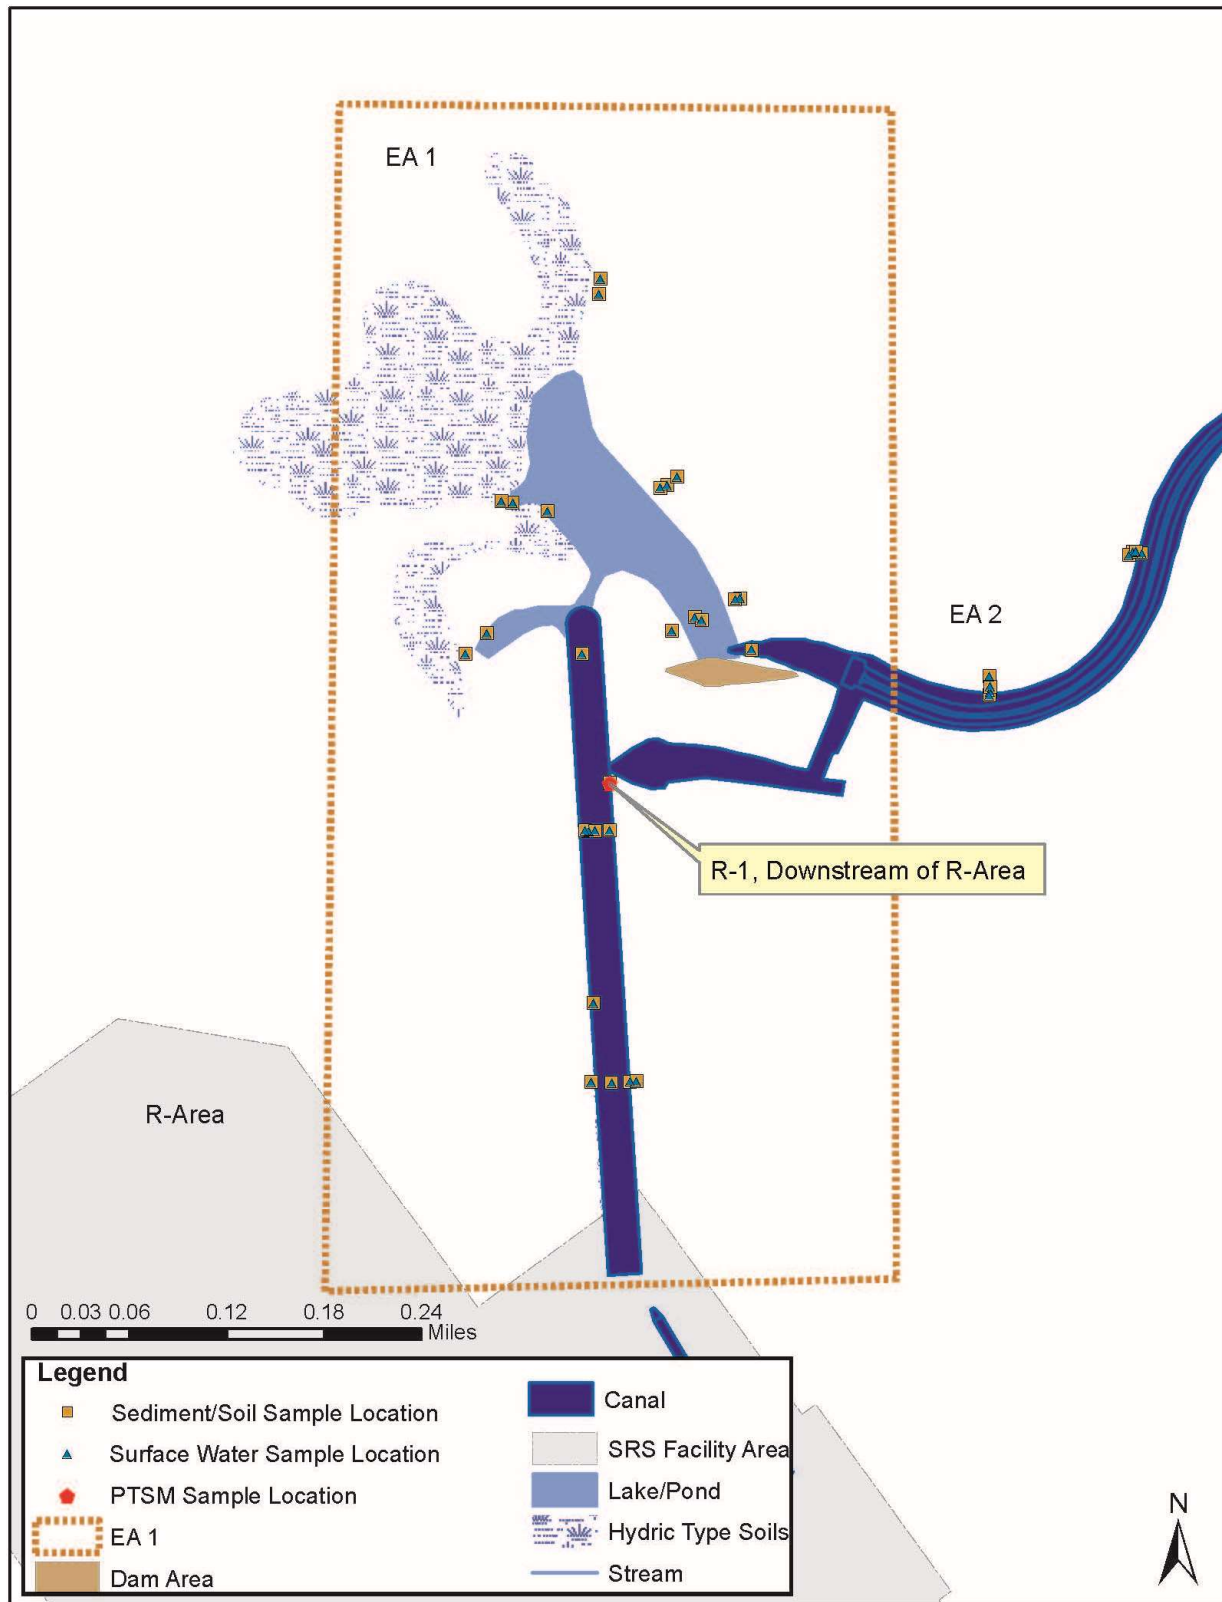 EA 1
EA 2
R-1, Downstream of R-Area
R-Area
0 0.03 0.06 0.12 0.18 0.24
Miles
Legend
Sediment/Soil Sample Location
Surface Water Sample Location
PTSM Sample Location
EA 1
Dam Area
Canal
SRS Facility Area
Lake/Pond
Hydric Type Soils
Stream
N